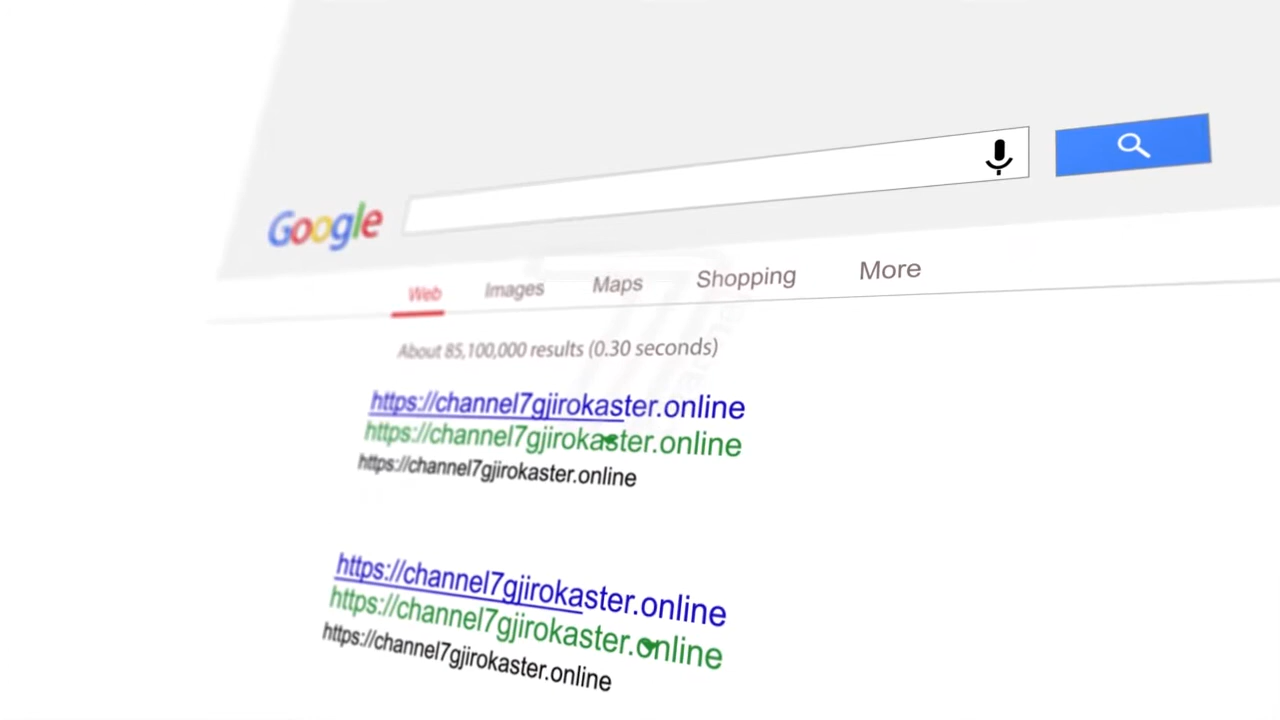 Google
Web Images Maps Shopping More
About 85,100,000 results (0.30 seconds)
https://channel7gjirokaster.online
https://channel7gjirokaster.online
https://channel7gjirokaster.online
https://channel7gjirokaster.online
https://channel7gjirokaster.online
https://channel7gjirokaster.online